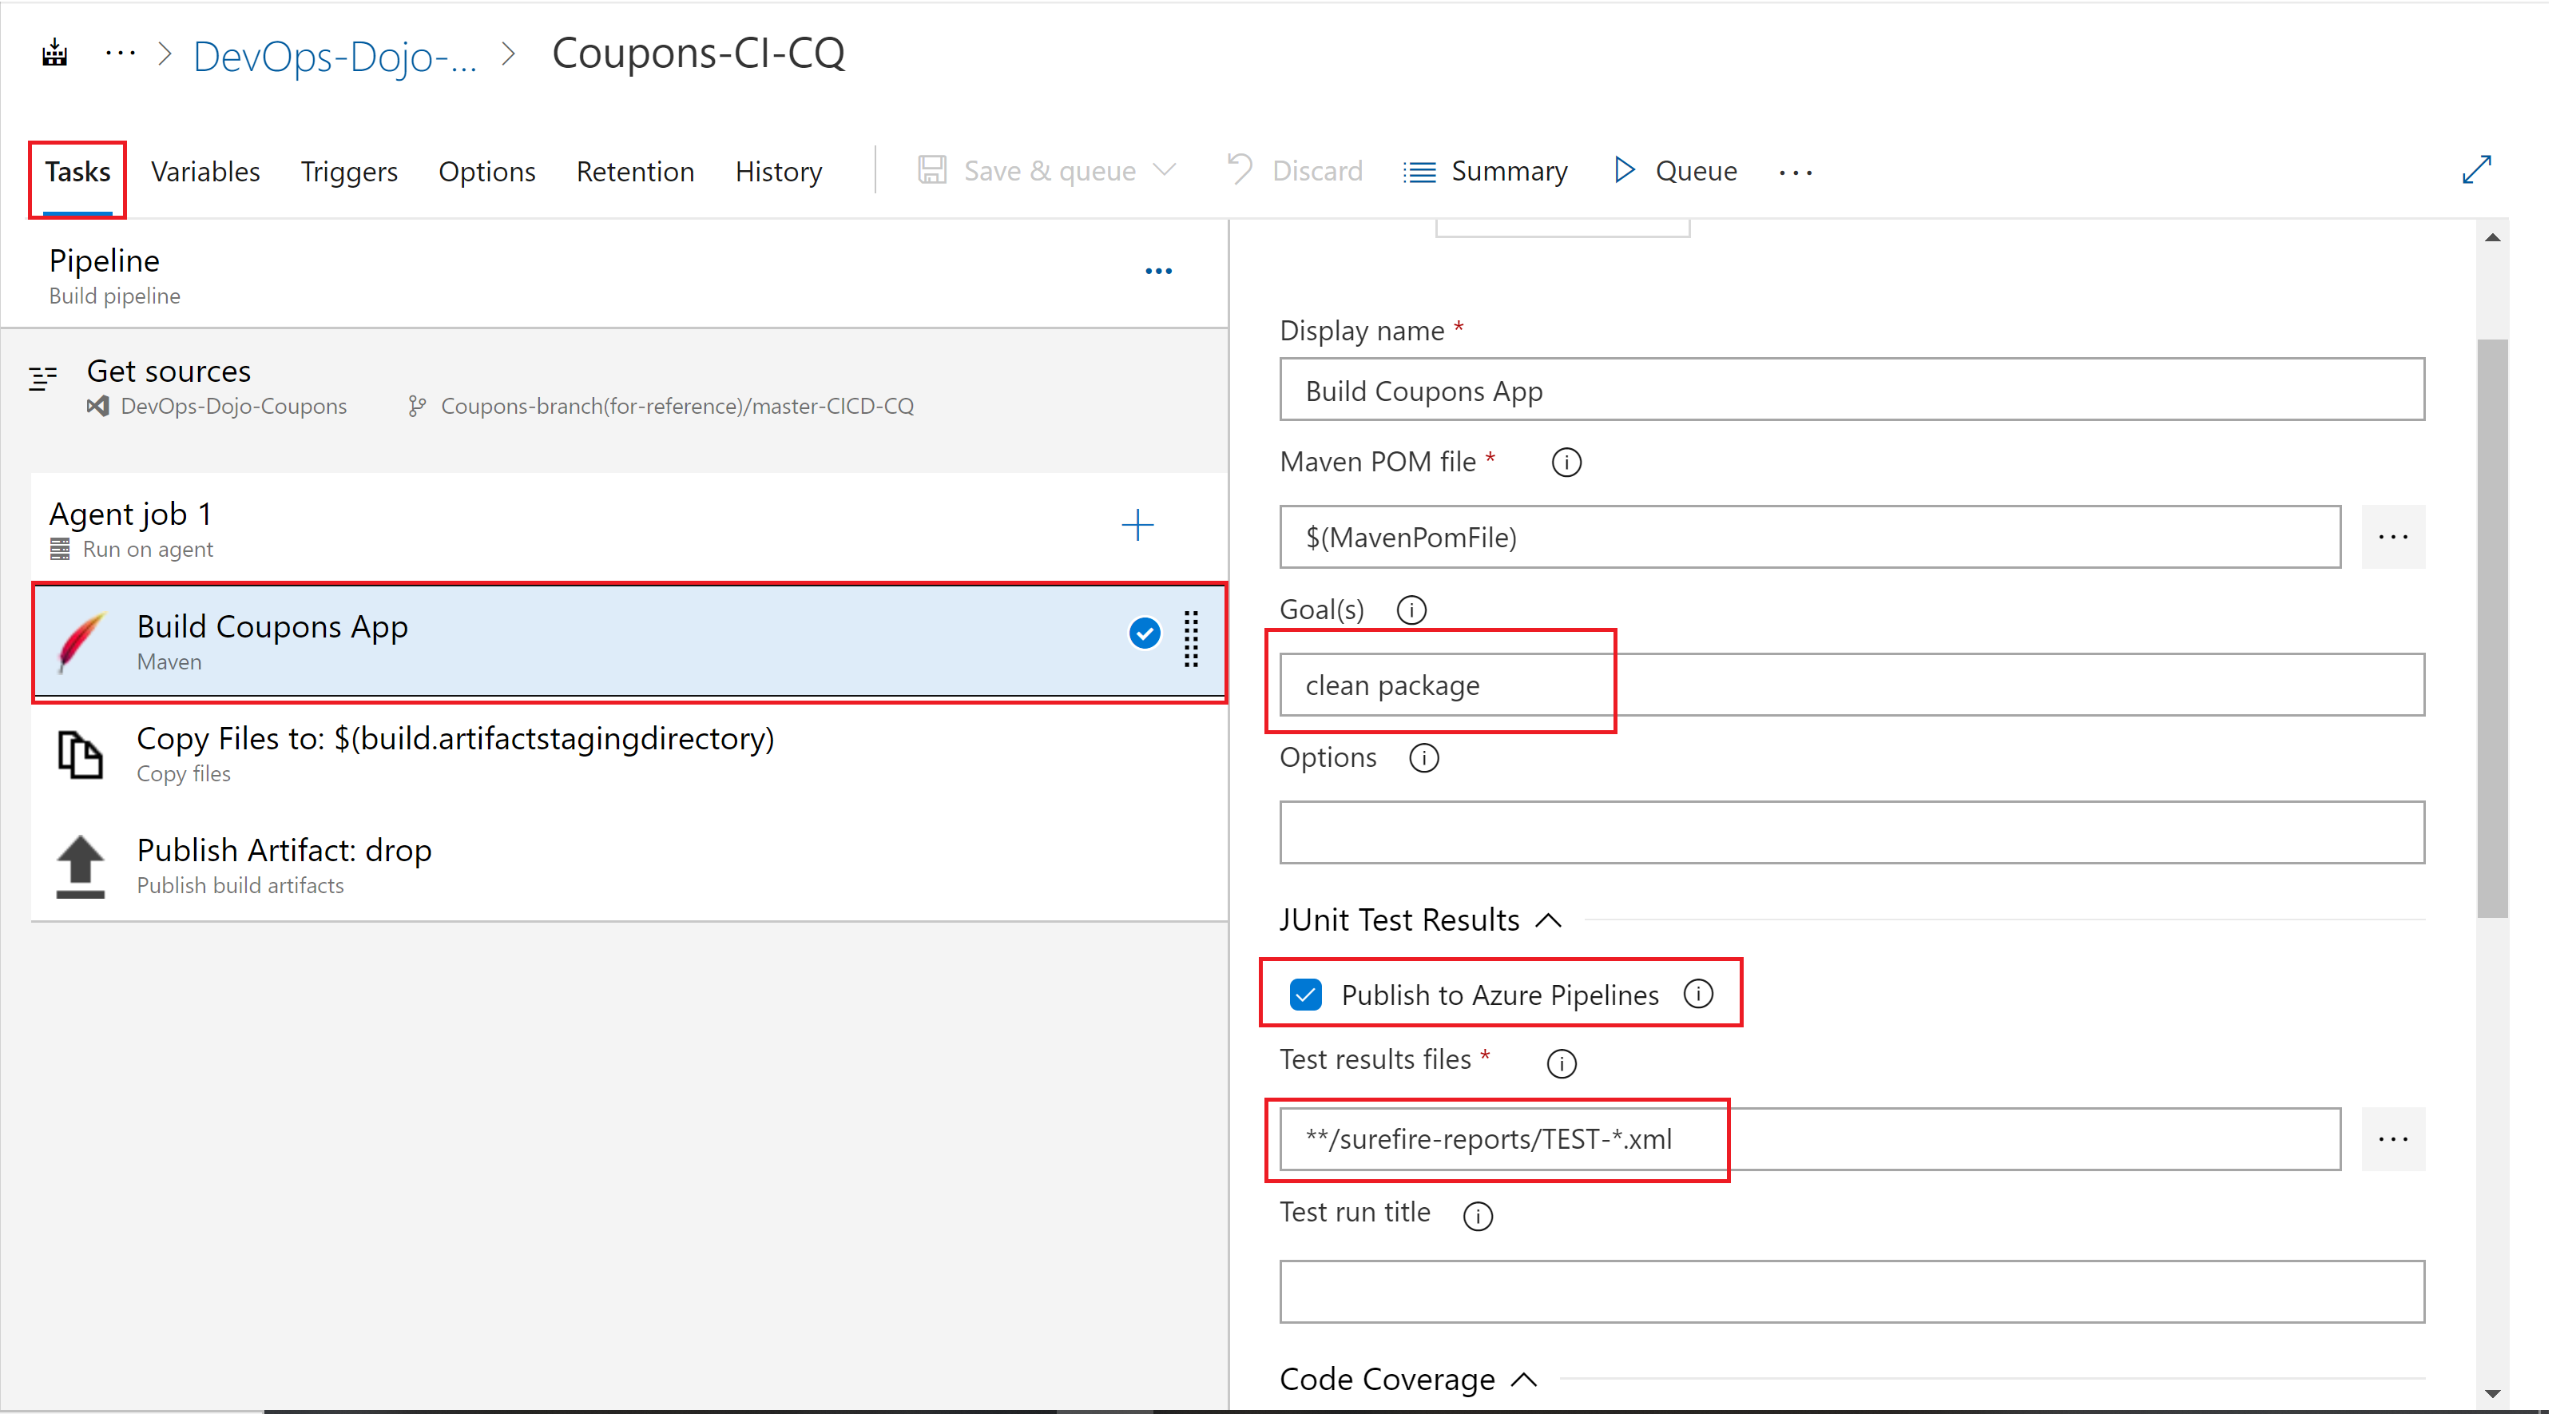 ··· > DevOps-Dojo-... > Coupons-CI-CQ
Tasks Variables Triggers Options Retention History Save & queue Discard Summary Queue ···
Pipeline
Build pipeline
Get sources
DevOps-Dojo-Coupons Coupons-branch(for-reference)/master-CICD-CQ
Agent job 1
Run on agent
Build Coupons App
Maven
Copy Files to: $(build.artifactstagingdirectory)
Copy files
Publish Artifact: drop
Publish build artifacts
Display name *
Build Coupons App
Maven POM file *
$(MavenPomFile)
Goal(s)
clean package
Options
JUnit Test Results
Publish to Azure Pipelines
Test results files *
**/surefire-reports/TEST-*.xml
Test run title
Code Coverage